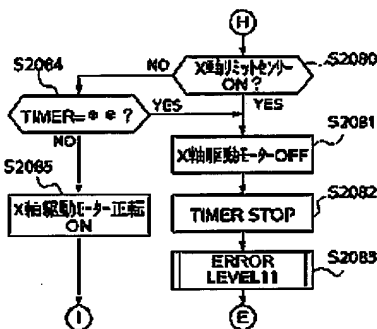 H
S2080
X軸リミットセンサー
ON?
NO
YES
S2084
TIMER=**?
YES
NO
S2081
X軸駆動モーターOFF
S2085
X軸駆動モーター正転
ON
S2082
TIMER STOP
S2083
ERROR
LEVEL11
I
E